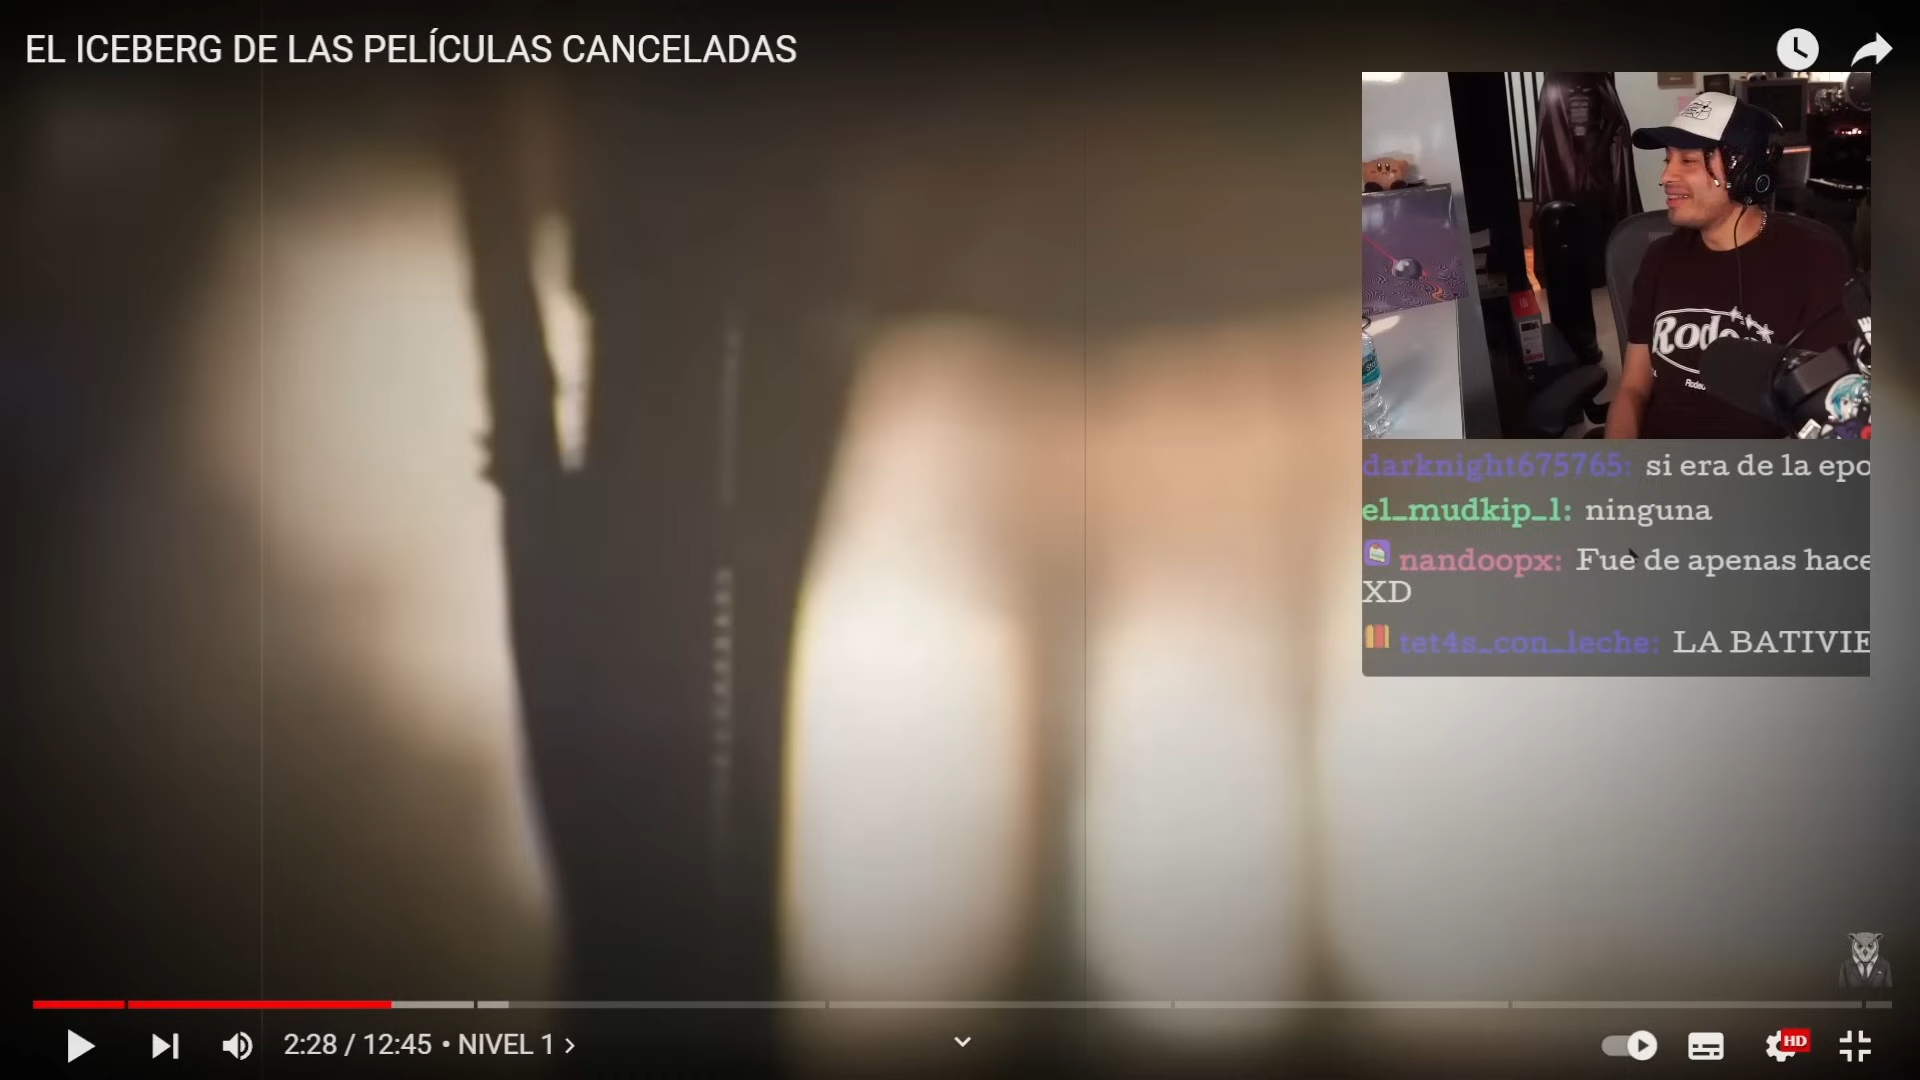 EL ICEBERG DE LAS PELÍCULAS CANCELADAS
Rodeo
darknight675765: si era de la epo
el_mudkip_l: ninguna
nandoopx: Fue de apenas hace
XD
tet4s_con_leche: LA BATIVIE
2:28 / 12:45 • NIVEL 1 ›
HD